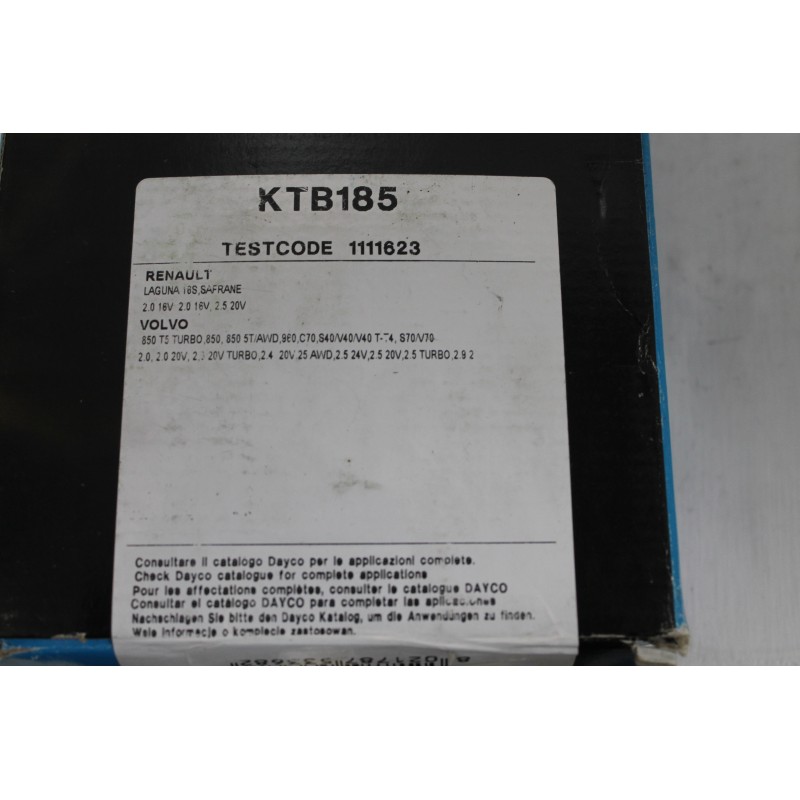 KTB185
TESTCODE 1111623
RENAULT
LAGUNA 16S,SAFRANE
2.0 16V 2.0 16V, 2.5 20V
VOLVO
850 T5 TURBO,850, 850 5T/AWD,960,C70,S40/V40/V40 T-T4, S70/V70
2.0, 2.0 20V, 20V TURBO,2.4 20V,25 AWD,2.5 24V,2.5 20V,2.5 TURBO,2.9 2
Consultare il catalogo Dayco per le applicazioni complete.
Check Dayco catalogue for complete applications
Pour les affectations complètes, consulter le catalogue DAYCO
Consultar el catálogo DAYCO para completar las aplicaciones
Nachschlagen Sie bitte den Dayco Katalog, um die Anwendungen zu finden.
Wsle informacje o komplecie zastosowan.